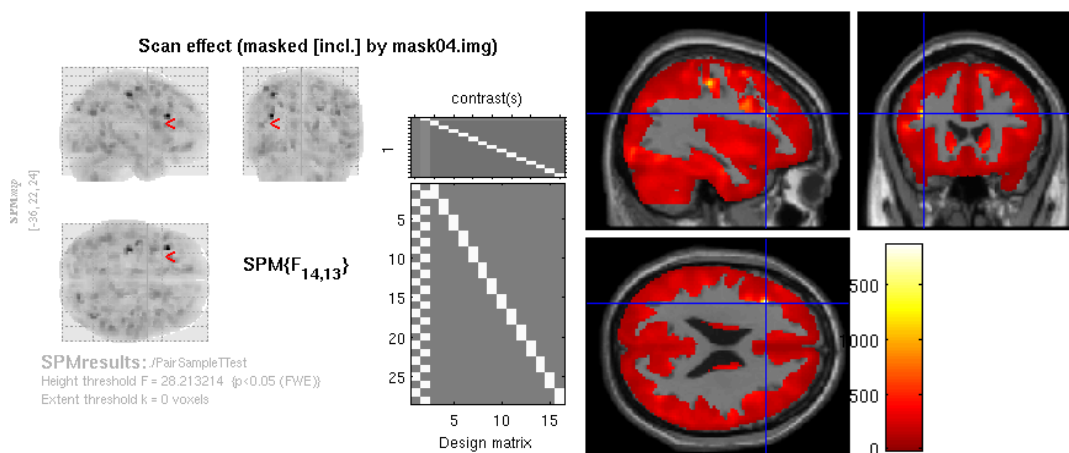 Scan effect (masked [incl.] by mask04.img)
SPMmip
[-36, 22, 24]
<
<
<
SPM{F14,13}
SPMresults: ./PairSampleTTest
Height threshold F = 28.213214 {p<0.05 (FWE)}
Extent threshold k = 0 voxels
contrast(s)
1
5
10
15
20
25
5 10 15
Design matrix
500
1000
500
0